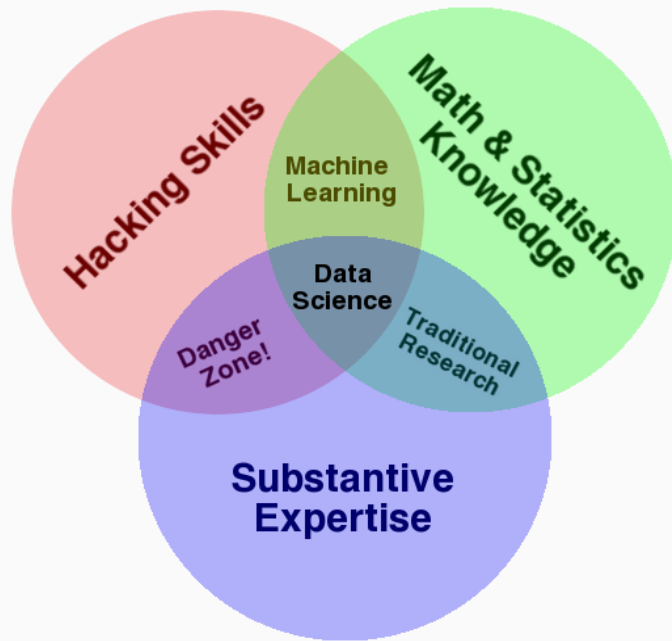 Hacking Skills
Math & Statistics
Knowledge
Machine
Learning
Data
Science
Danger
Zone!
Traditional
Research
Substantive
Expertise